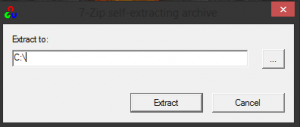 7-Zip self-extracting archive
Extract to:
C:\
...
Extract
Cancel